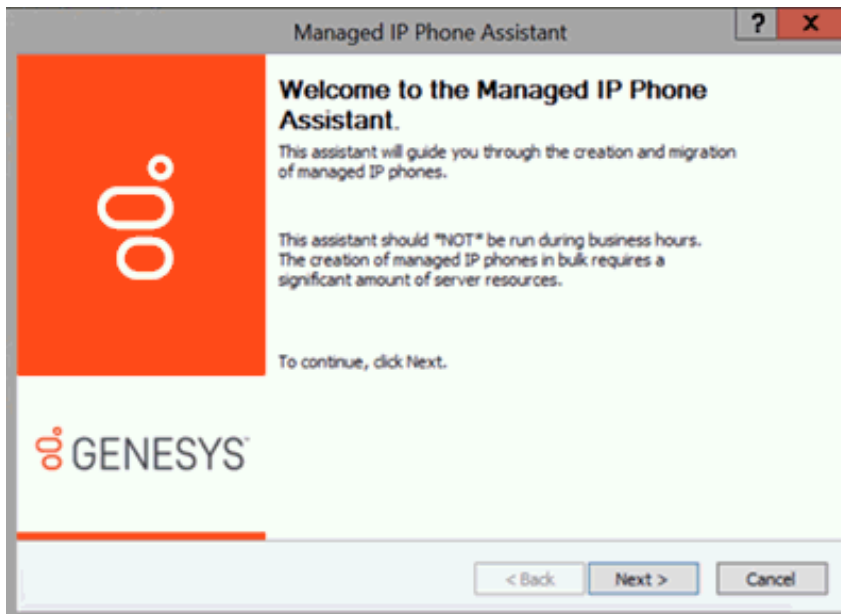 Managed IP Phone Assistant
? X
Welcome to the Managed IP Phone
Assistant.
This assistant will guide you through the creation and migration
of managed IP phones.
This assistant should "NOT" be run during business hours.
The creation of managed IP phones in bulk requires a
significant amount of server resources.
To continue, click Next.
GENESYS
< Back Next > Cancel